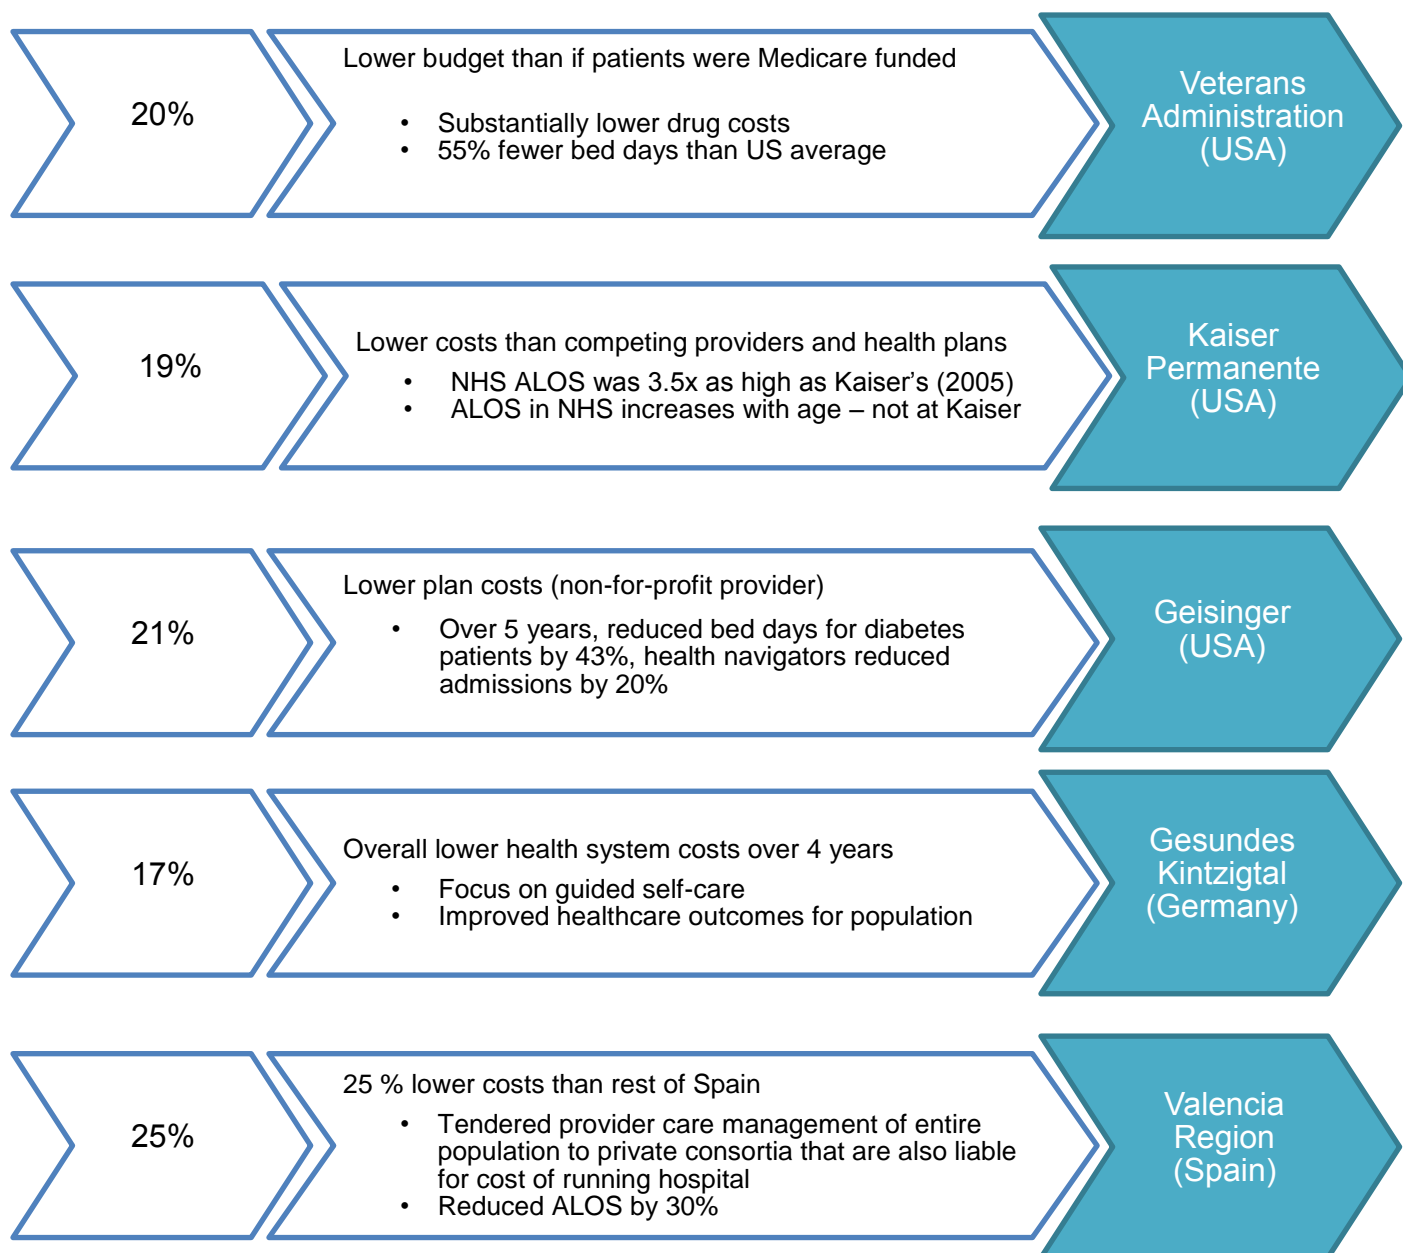 20%
Lower budget than if patients were Medicare funded
• Substantially lower drug costs
• 55% fewer bed days than US average
Veterans
Administration
(USA)
19%
Lower costs than competing providers and health plans
• NHS ALOS was 3.5x as high as Kaiser’s (2005)
• ALOS in NHS increases with age – not at Kaiser
Kaiser
Permanente
(USA)
21%
Lower plan costs (non-for-profit provider)
• Over 5 years, reduced bed days for diabetes
patients by 43%, health navigators reduced
admissions by 20%
Geisinger
(USA)
17%
Overall lower health system costs over 4 years
• Focus on guided self-care
• Improved healthcare outcomes for population
Gesundes
Kintzigtal
(Germany)
25%
25 % lower costs than rest of Spain
• Tendered provider care management of entire
population to private consortia that are also liable
for cost of running hospital
• Reduced ALOS by 30%
Valencia
Region
(Spain)